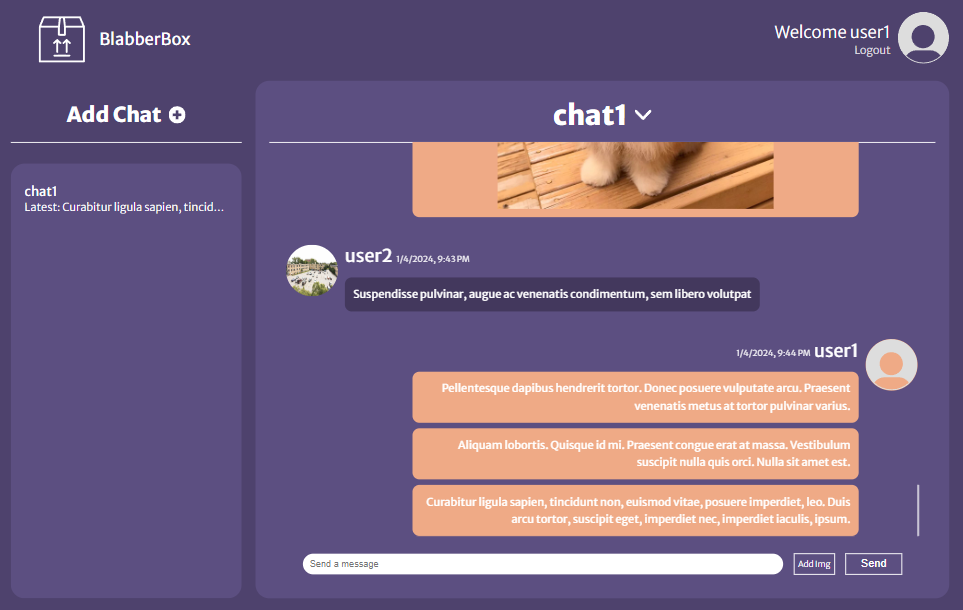 BlabberBox
Welcome user1
Logout
Add Chat
chat1
Latest: Curabitur ligula sapien, tincid...
chat1
user2 1/4/2024, 9:43 PM
Suspendisse pulvinar, augue ac venenatis condimentum, sem libero volutpat
1/4/2024, 9:44 PM user1
Pellentesque dapibus hendrerit tortor. Donec posuere vulputate arcu. Praesent
venenatis metus at tortor pulvinar varius.
Aliquam lobortis. Quisque id mi. Praesent congue erat at massa. Vestibulum
suscipit nulla quis orci. Nulla sit amet est.
Curabitur ligula sapien, tincidunt non, euismod vitae, posuere imperdiet, leo. Duis
arcu tortor, suscipit eget, imperdiet nec, imperdiet iaculis, ipsum.
Send a message
Add Img
Send